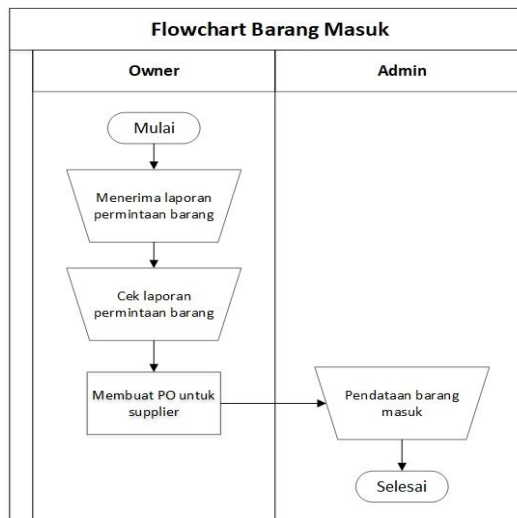 Flowchart Barang Masuk
Owner
Admin
Mulai
Menerima laporan
permintaan barang
Cek laporan
permintaan barang
Membuat PO untuk
supplier
Pendataan barang
masuk
Selesai